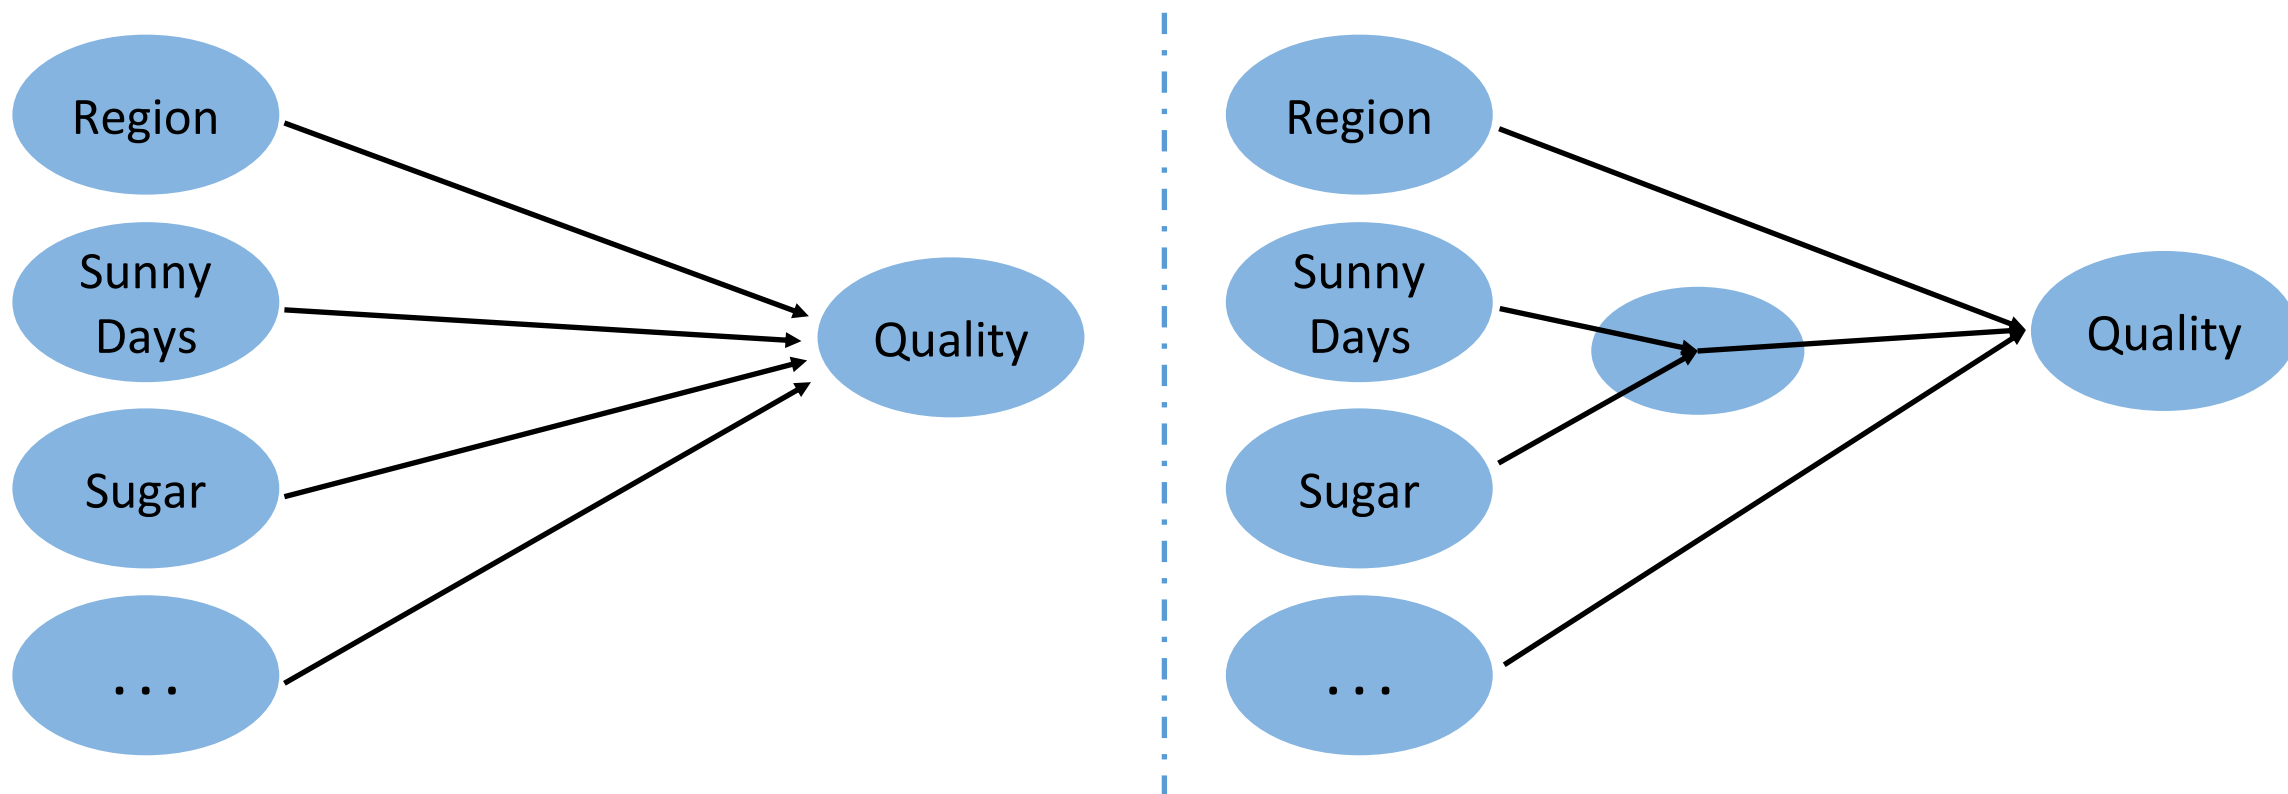 Region
Sunny
Days
Sugar
. . .
Quality
Region
Sunny
Days
Sugar
. . .
Quality